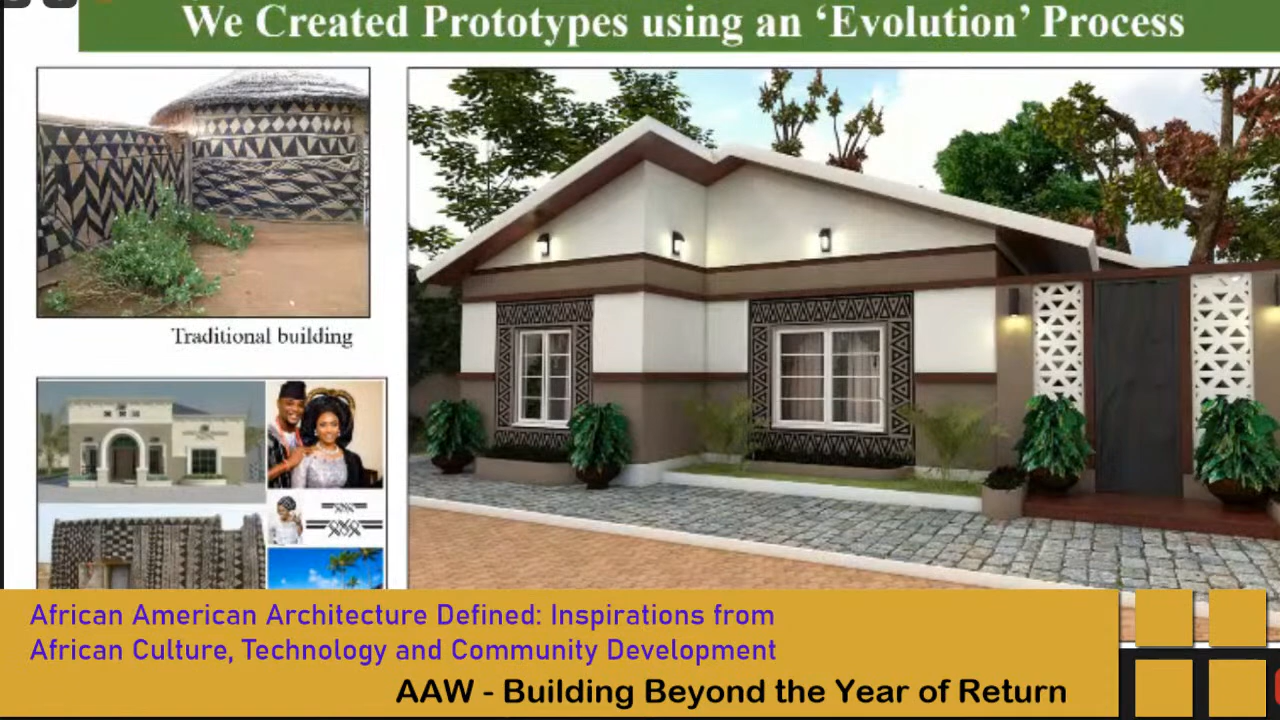 We Created Prototypes using an ‘Evolution’ Process
Traditional building
African American Architecture Defined: Inspirations from
African Culture, Technology and Community Development
AAW - Building Beyond the Year of Return